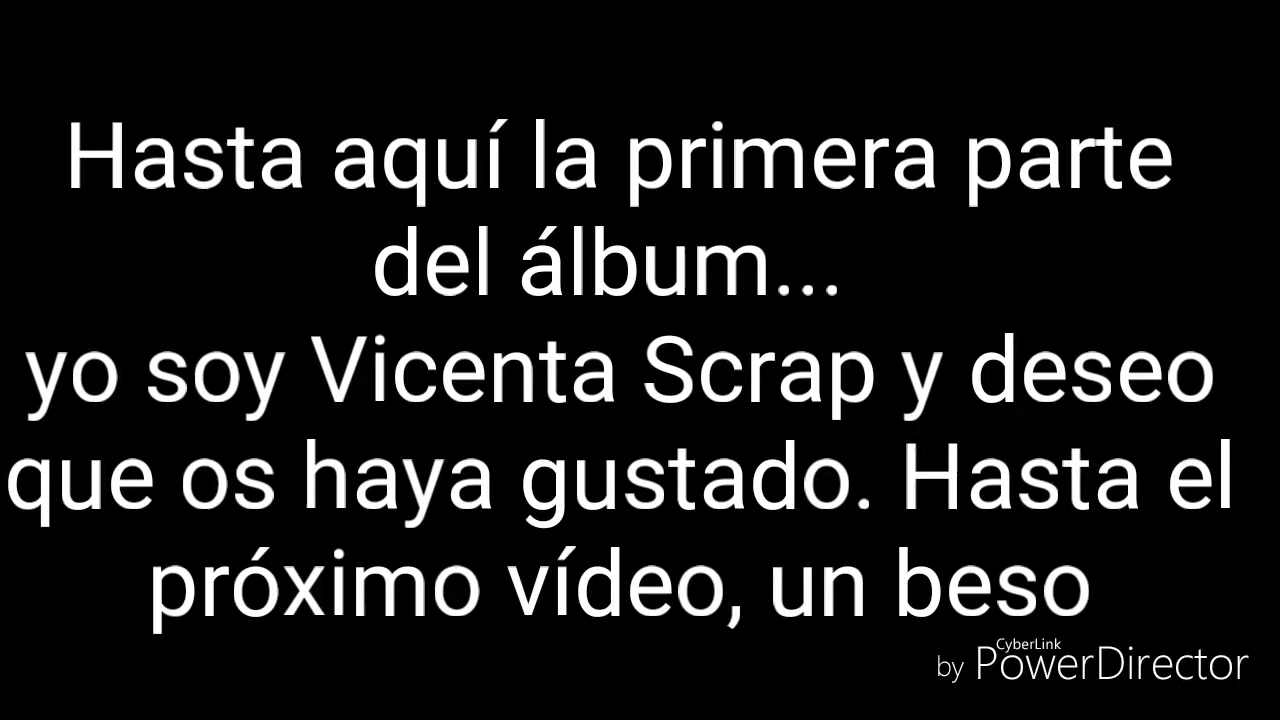 Hasta aquí la primera parte
del álbum...
yo soy Vicenta Scrap y deseo
que os haya gustado. Hasta el
próximo vídeo, un beso
CyberLink
by PowerDirector